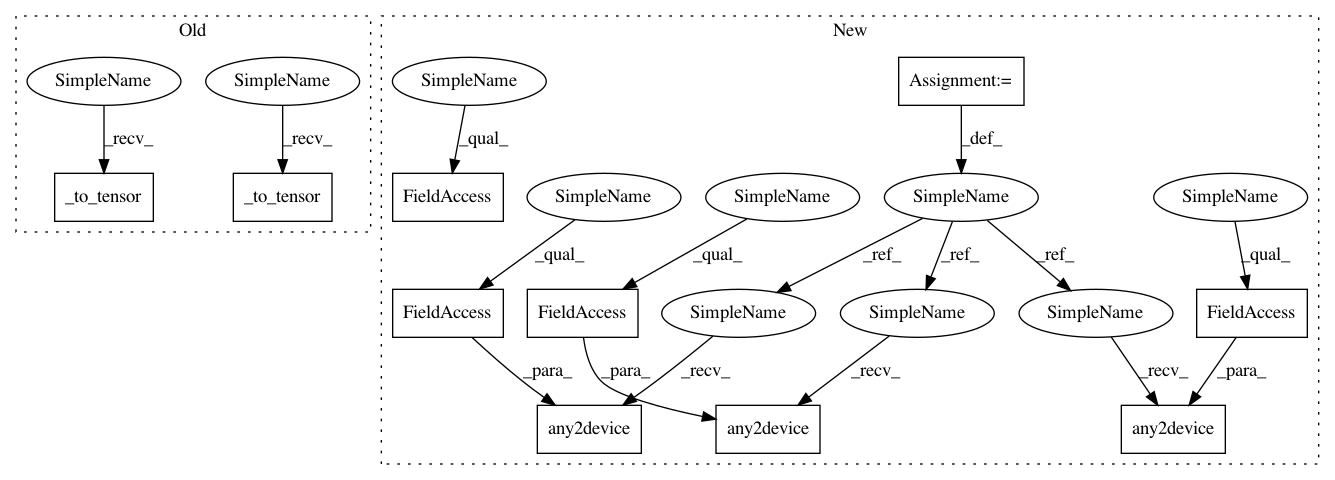 Old
New
SimpleName
SimpleName
SimpleName
Assignment:=
_recv_
_recv_
_qual_
_def_
_to_tensor
_to_tensor
FieldAccess
SimpleName
SimpleName
SimpleName
SimpleName
_qual_
_qual_
_ref_
_ref_
_ref_
_qual_
FieldAccess
FieldAccess
SimpleName
SimpleName
SimpleName
FieldAccess
_para_
_para_
_recv_
_recv_
_recv_
_para_
any2device
any2device
any2device